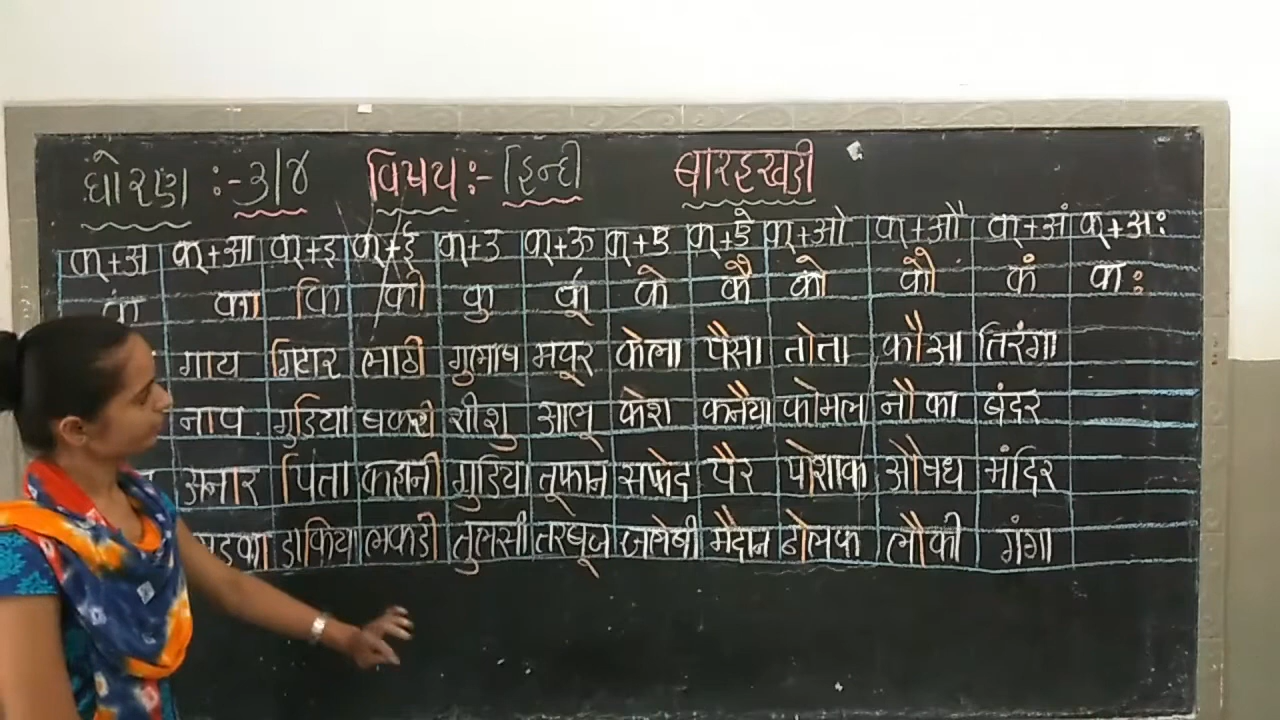 धोरण :- ३/४ विषय :- हिन्दी बारहखडी
क्+अ क्+आ क्+इ क्+ई क्+उ क्+ऊ क्+ए क्+ऐ क्+ओ क्+औ क्+अं क्+अः
क का कि की कु कू के कै को कौ कं कः
गाय गिटार लाठी गुलाब मयूर केला पैसा तोता कौआ तिरंगा
नाव गुडिया बकरी शीशु आलू केश कनैया कोमल नौका बंदर
अनार पिता कहानी गुडिया तूफान सफेद पैर पोशाक औषध मंदिर
डाकिया लकडी तुलसी तरबूज जलेबी मैदान ढोलक लौकी गंगा